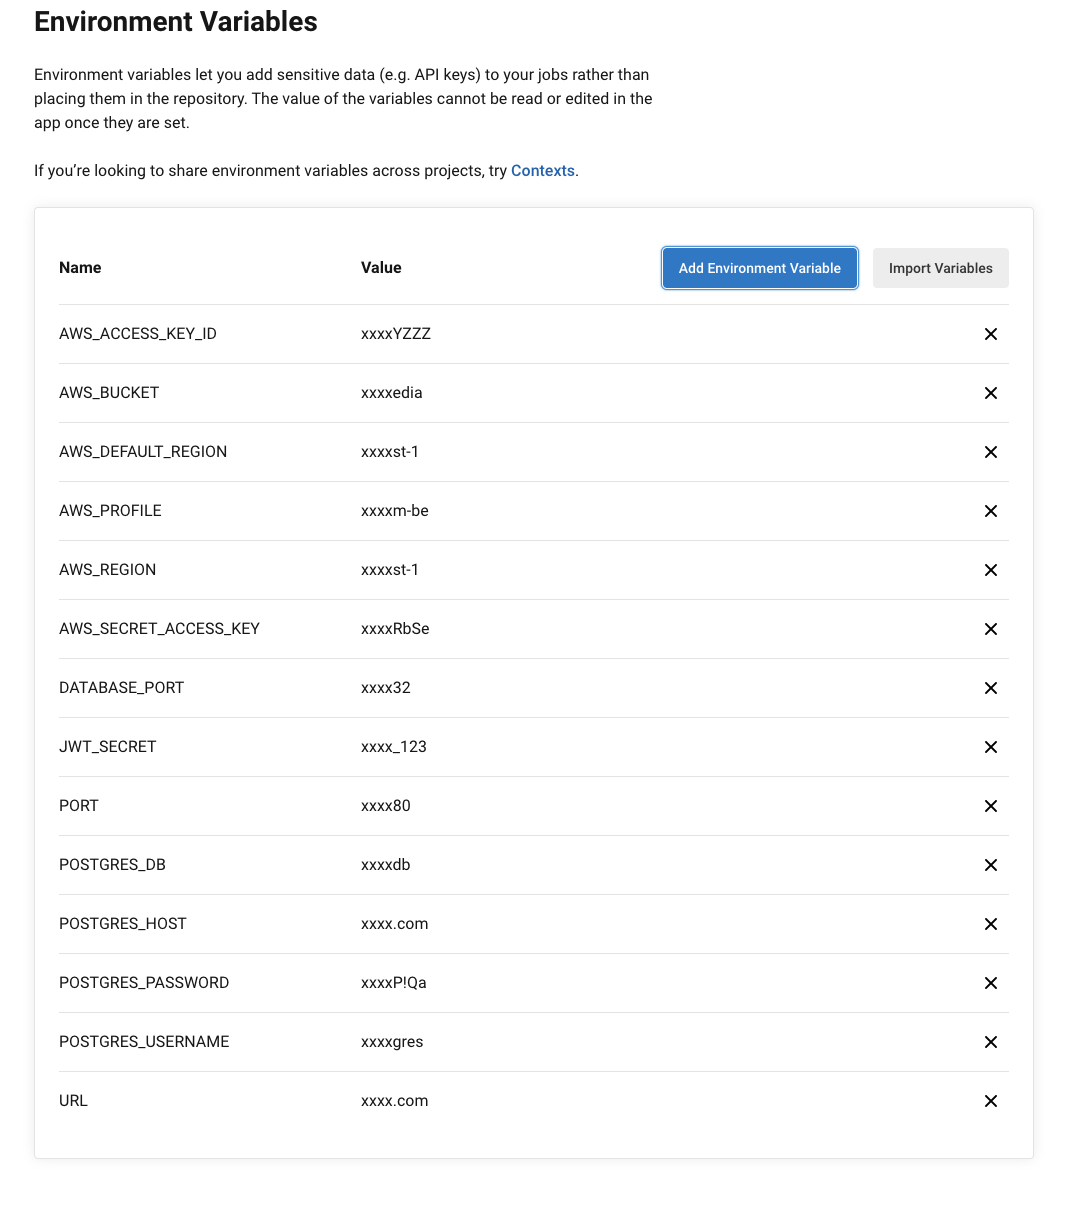 Environment Variables
Environment variables let you add sensitive data (e.g. API keys) to your jobs rather than
placing them in the repository. The value of the variables cannot be read or edited in the
app once they are set.
If you’re looking to share environment variables across projects, try Contexts.
Name Value Add Environment Variable Import Variables
AWS_ACCESS_KEY_ID xxxxYZZZ
AWS_BUCKET xxxxedia
AWS_DEFAULT_REGION xxxxst-1
AWS_PROFILE xxxxm-be
AWS_REGION xxxxst-1
AWS_SECRET_ACCESS_KEY xxxxRbSe
DATABASE_PORT xxxx32
JWT_SECRET xxxx_123
PORT xxxx80
POSTGRES_DB xxxxdb
POSTGRES_HOST xxxx.com
POSTGRES_PASSWORD xxxxP!Qa
POSTGRES_USERNAME xxxxgres
URL xxxx.com